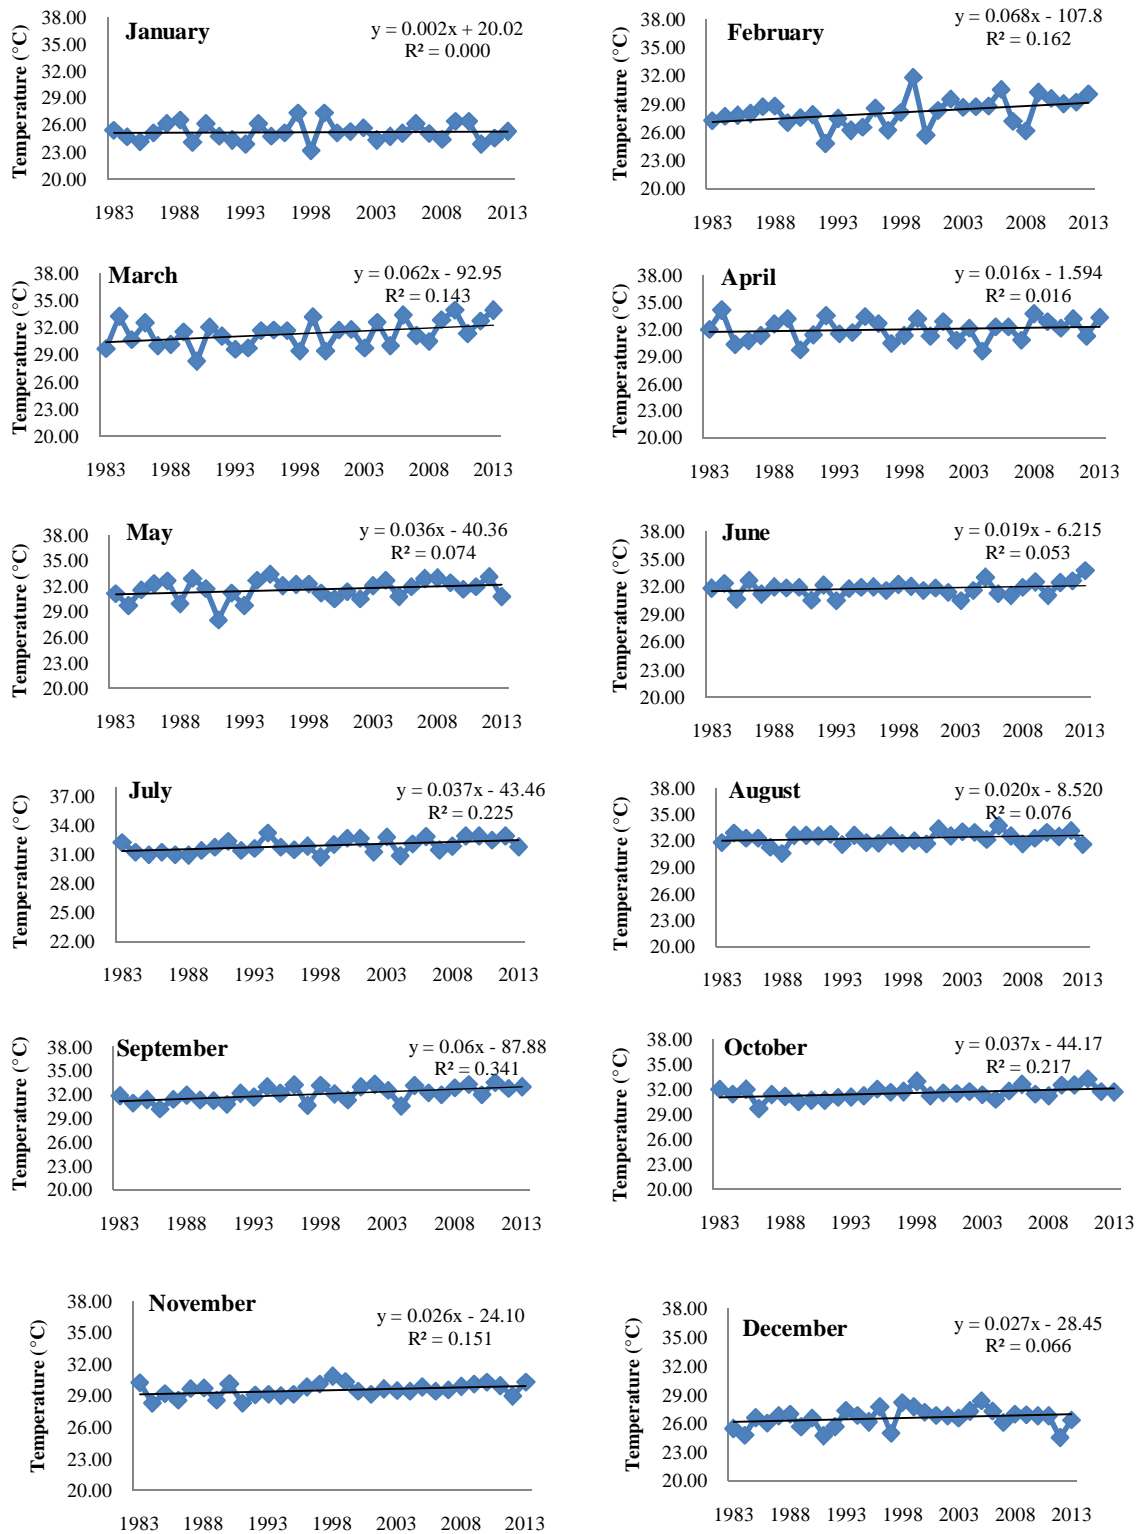 January
y = 0.002x + 20.02
R² = 0.000
Temperature (°C)
38.00
35.00
32.00
29.00
26.00
23.00
20.00
1983 1988 1993 1998 2003 2008 2013
February
y = 0.068x - 107.8
R² = 0.162
Temperature (°C)
38.00
35.00
32.00
29.00
26.00
23.00
20.00
1983 1988 1993 1998 2003 2008 2013
March
y = 0.062x - 92.95
R² = 0.143
Temperature (°C)
38.00
35.00
32.00
29.00
26.00
23.00
20.00
1983 1988 1993 1998 2003 2008 2013
April
y = 0.016x - 1.594
R² = 0.016
Temperature (°C)
38.00
35.00
32.00
29.00
26.00
23.00
20.00
1983 1988 1993 1998 2003 2008 2013
May
y = 0.036x - 40.36
R² = 0.074
Temperature (°C)
38.00
35.00
32.00
29.00
26.00
23.00
20.00
1983 1988 1993 1998 2003 2008 2013
June
y = 0.019x - 6.215
R² = 0.053
Temperature (°C)
38.00
35.00
32.00
29.00
26.00
23.00
20.00
1983 1988 1993 1998 2003 2008 2013
July
y = 0.037x - 43.46
R² = 0.225
Temperature (°C)
37.00
34.00
31.00
28.00
25.00
22.00
1983 1988 1993 1998 2003 2008 2013
August
y = 0.020x - 8.520
R² = 0.076
Temperature (°C)
38.00
35.00
32.00
29.00
26.00
23.00
20.00
1983 1988 1993 1998 2003 2008 2013
September
y = 0.06x - 87.88
R² = 0.341
Temperature (°C)
38.00
35.00
32.00
29.00
26.00
23.00
20.00
1983 1988 1993 1998 2003 2008 2013
October
y = 0.037x - 44.17
R² = 0.217
Temperature (°C)
38.00
35.00
32.00
29.00
26.00
23.00
20.00
1983 1988 1993 1998 2003 2008 2013
November
y = 0.026x - 24.10
R² = 0.151
Temperature (°C)
38.00
35.00
32.00
29.00
26.00
23.00
20.00
1983 1988 1993 1998 2003 2008 2013
December
y = 0.027x - 28.45
R² = 0.066
Temperature (°C)
38.00
35.00
32.00
29.00
26.00
23.00
20.00
1983 1988 1993 1998 2003 2008 2013